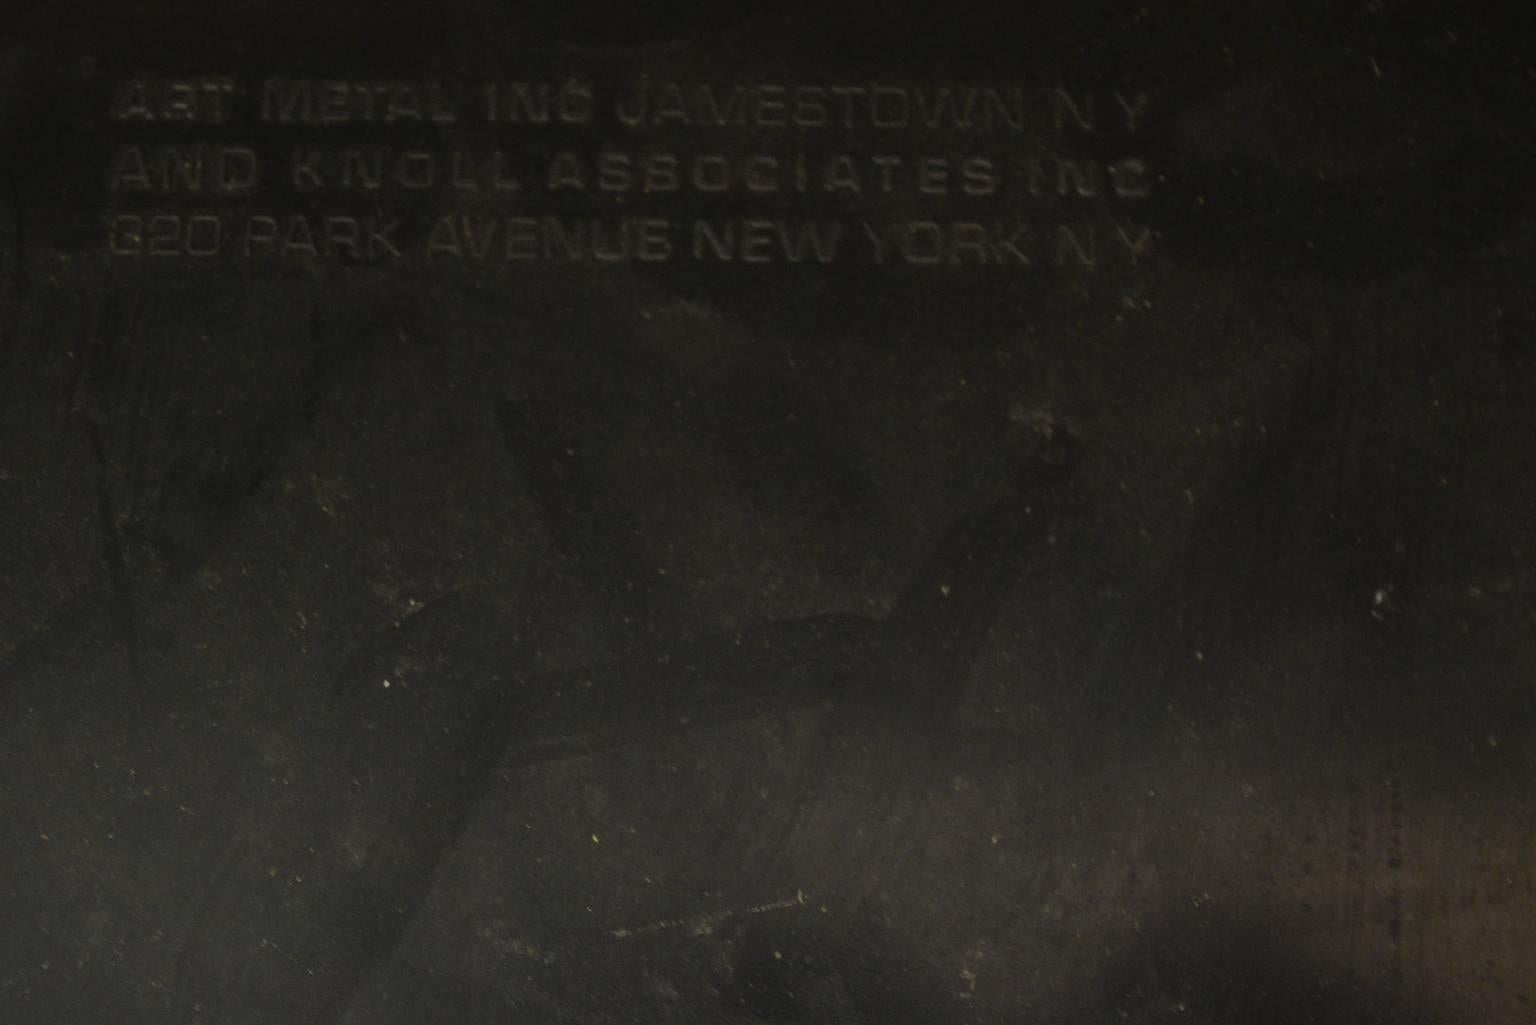 ART METAL INC JAMESTOWN N Y
AND KNOLL ASSOCIATES INC
320 PARK AVENUE NEW YORK N Y